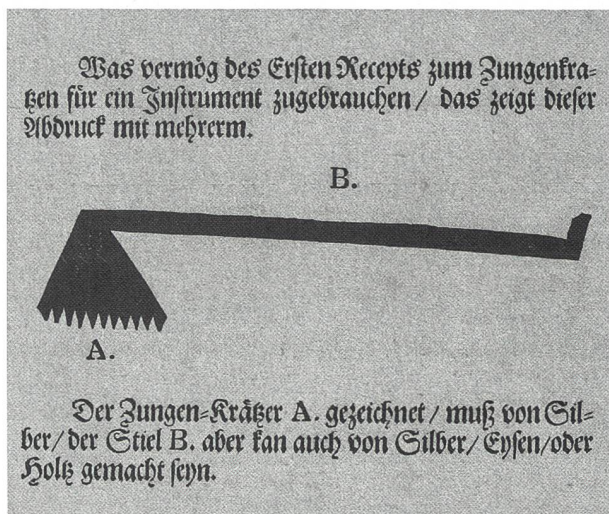 Was vermög des Ersten Recepts zum Zungenkra-
tzen für ein Instrument zugebrauchen / das zeigt dieser
Abdruck mit mehrerm.
B.
A.
Der Zungen-Krätzer A. gezeichnet / muß von Sil-
ber / der Stiel B. aber kan auch von Silber / Eysen / oder
Holtz gemacht seyn.